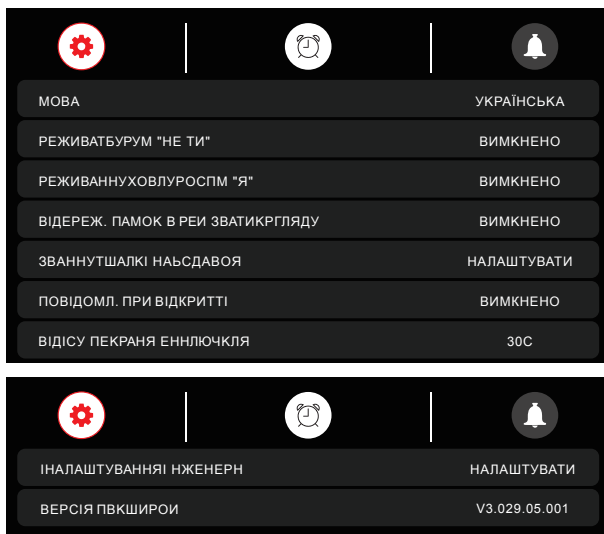 МОВА УКРАЇНСЬКА
РЕЖИВАТБУРУМ "НЕ ТИ" ВИМКНЕНО
РЕЖИВАННУХОВЛУРОСПМ "Я" ВИМКНЕНО
ВІДЕРЕЖ. ПАМОК В РЕИ ЗВАТИКРГЛЯДУ ВИМКНЕНО
ЗВАННУТШАЛКІ НАЬСДАВОЯ НАЛАШТУВАТИ
ПОВІДОМЛ. ПРИ ВІДКРИТТІ ВИМКНЕНО
ВІДІСУ ПЕКРАНЯ ЕННЛЮЧКЛЯ 30С
ІНАЛАШТУВАННЯІ НЖЕНЕРН НАЛАШТУВАТИ
ВЕРСІЯ ПВКШИРОИ V3.029.05.001